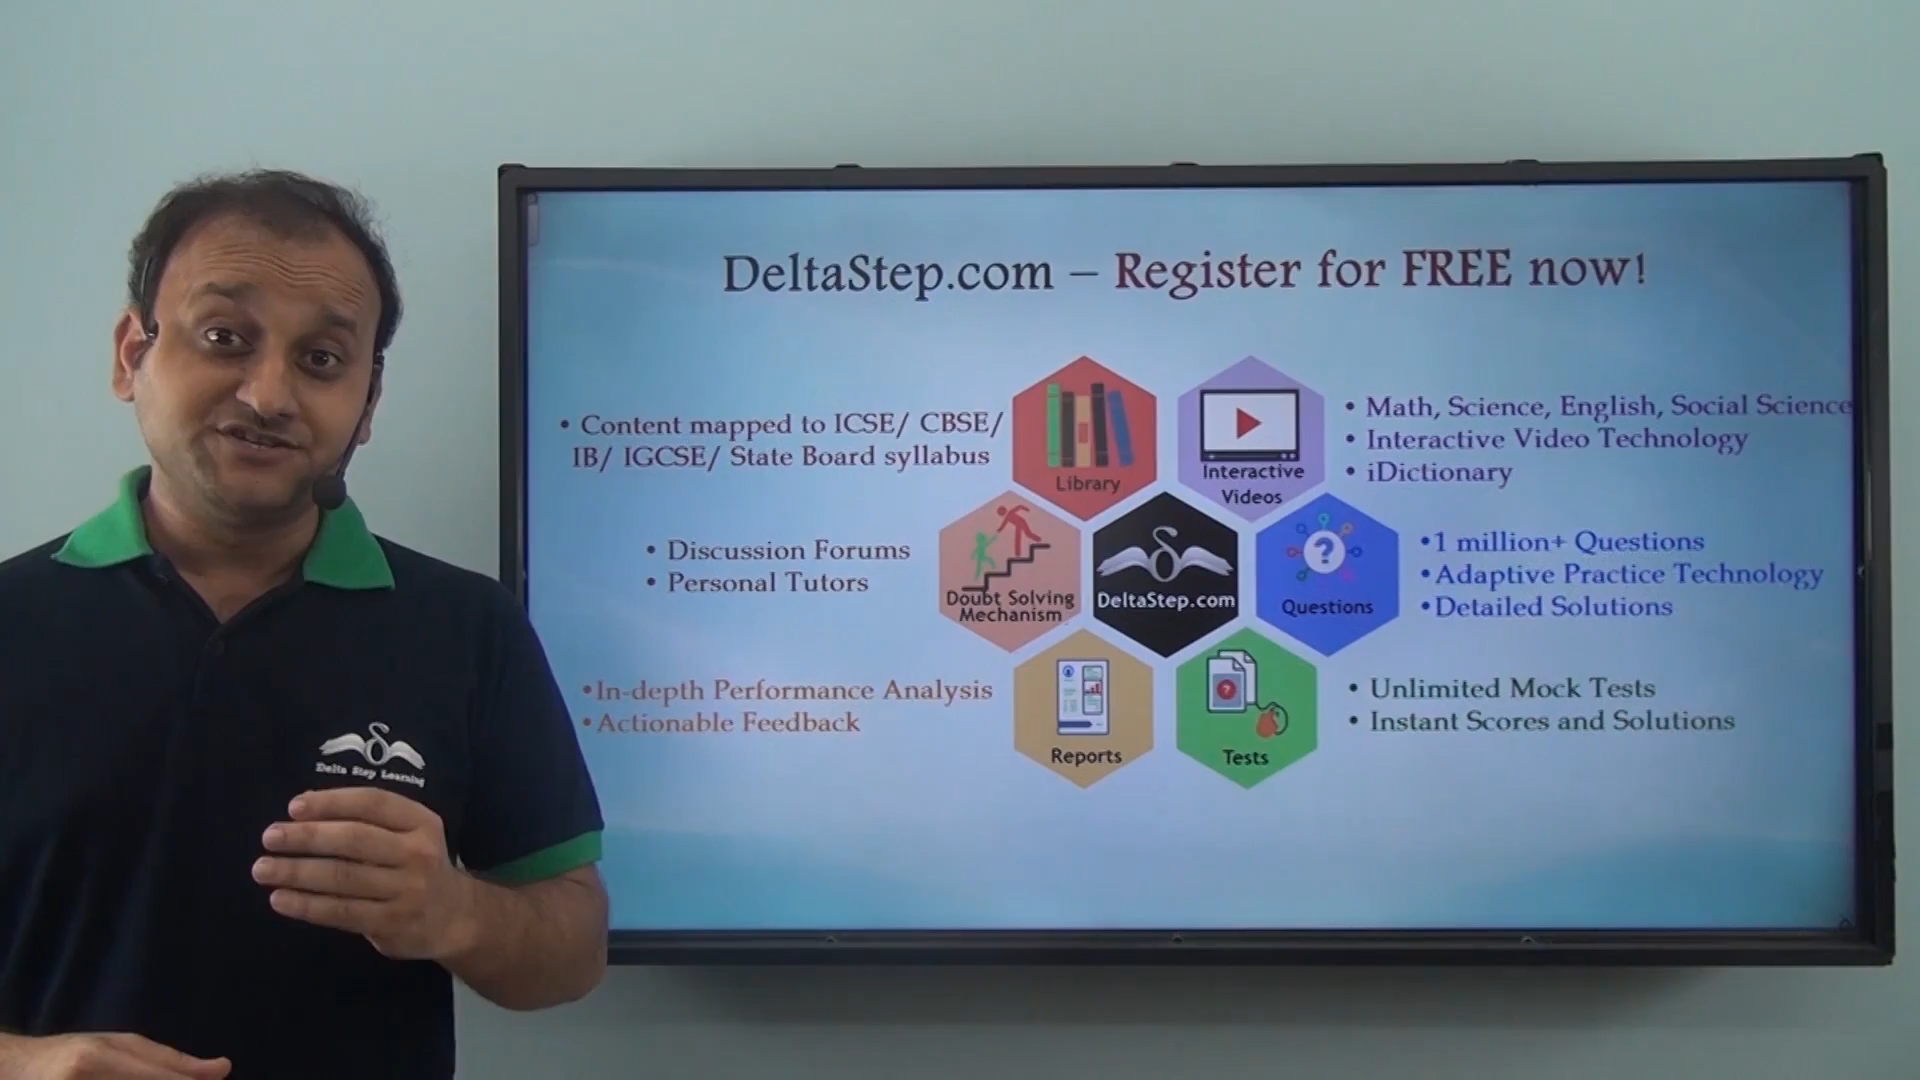 DeltaStep.com – Register for FREE now!
• Content mapped to ICSE/ CBSE/
IB/ IGCSE/ State Board syllabus
Library
Interactive
Videos
• Math, Science, English, Social Science
• Interactive Video Technology
• iDictionary
• Discussion Forums
• Personal Tutors
Doubt Solving
Mechanism
DeltaStep.com
?
Questions
•1 million+ Questions
•Adaptive Practice Technology
•Detailed Solutions
•In-depth Performance Analysis
•Actionable Feedback
Reports
?
Tests
• Unlimited Mock Tests
• Instant Scores and Solutions
Delta Step Learning